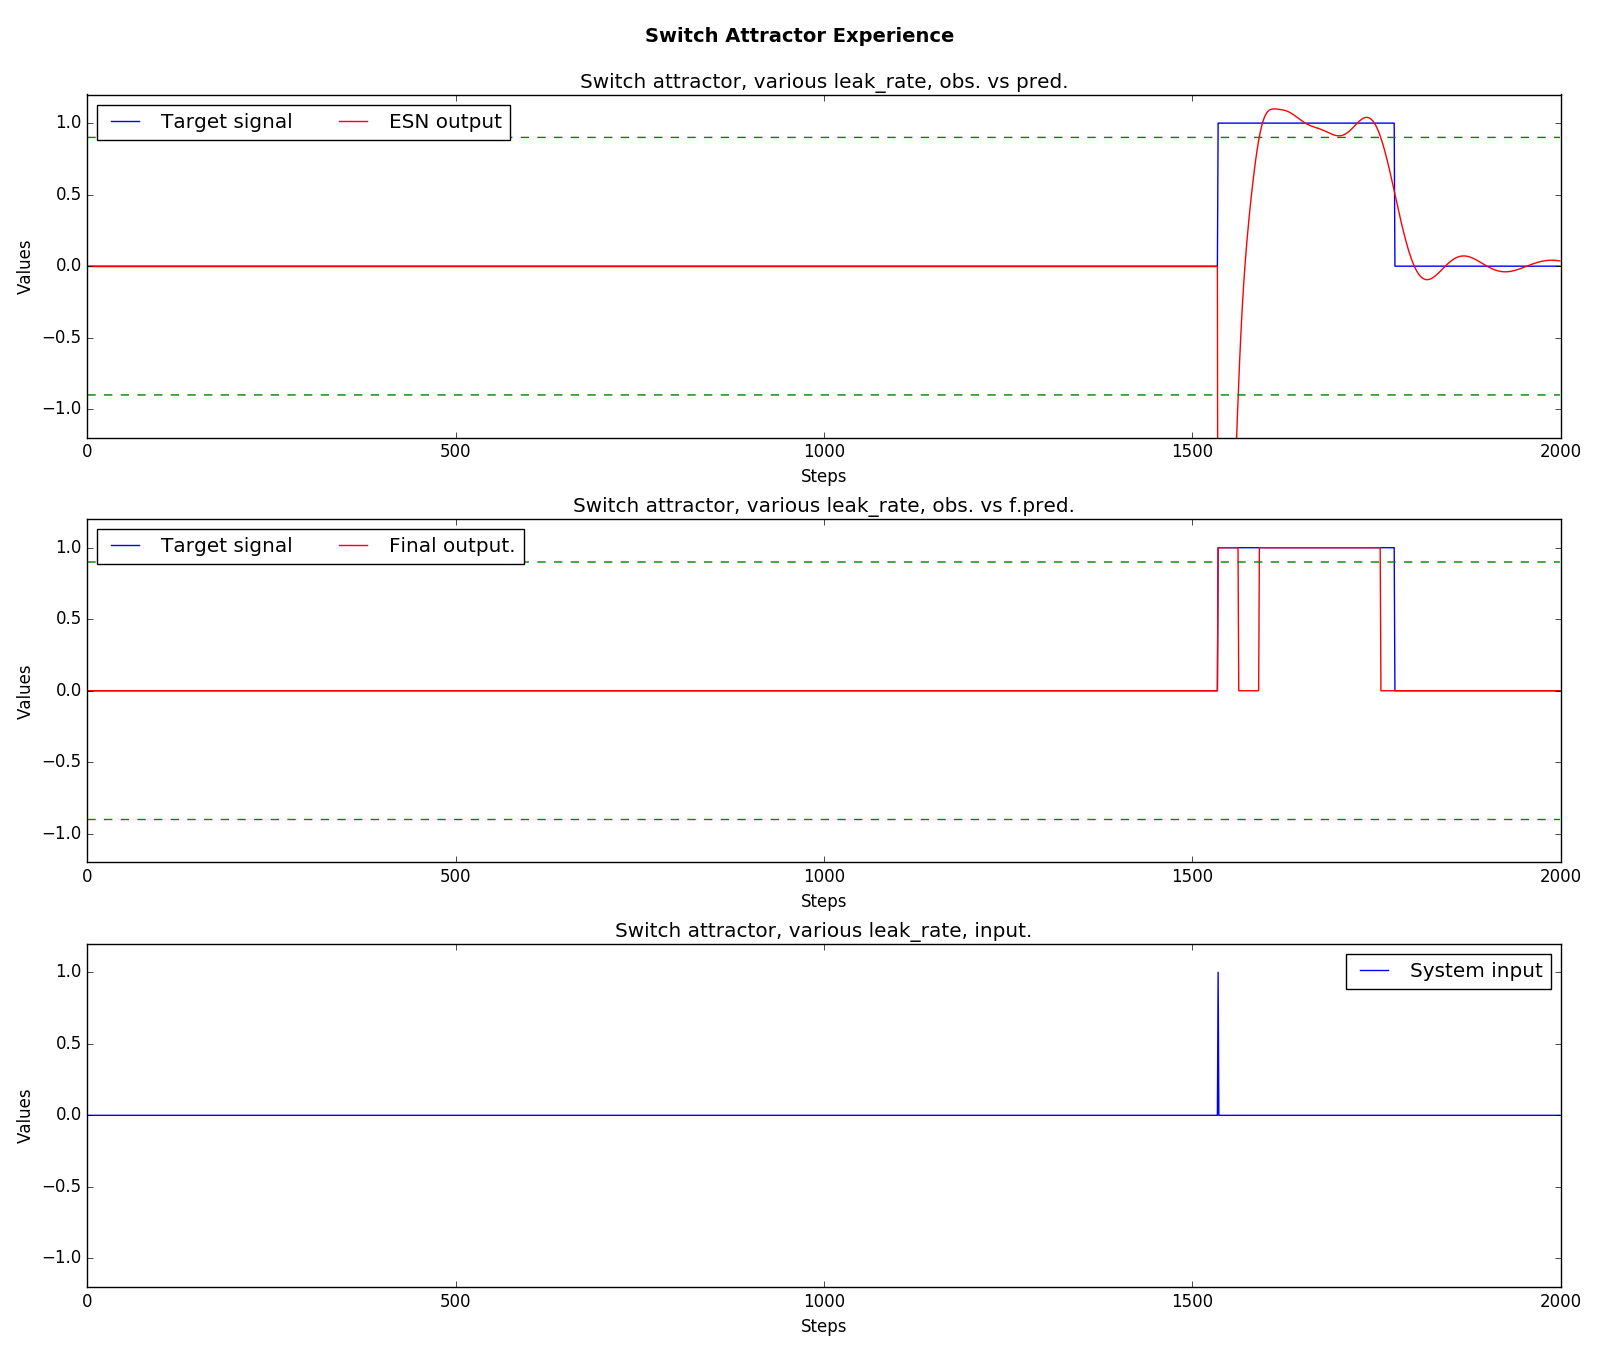 Switch Attractor Experience
Switch attractor, various leak_rate, obs. vs pred.
Target signal ESN output
1.0
0.5
0.0
−0.5
−1.0
Values
0 500 1000 1500 2000
Steps
Switch attractor, various leak_rate, obs. vs f.pred.
Target signal Final output.
1.0
0.5
0.0
−0.5
−1.0
Values
0 500 1000 1500 2000
Steps
Switch attractor, various leak_rate, input.
System input
1.0
0.5
0.0
−0.5
−1.0
Values
0 500 1000 1500 2000
Steps